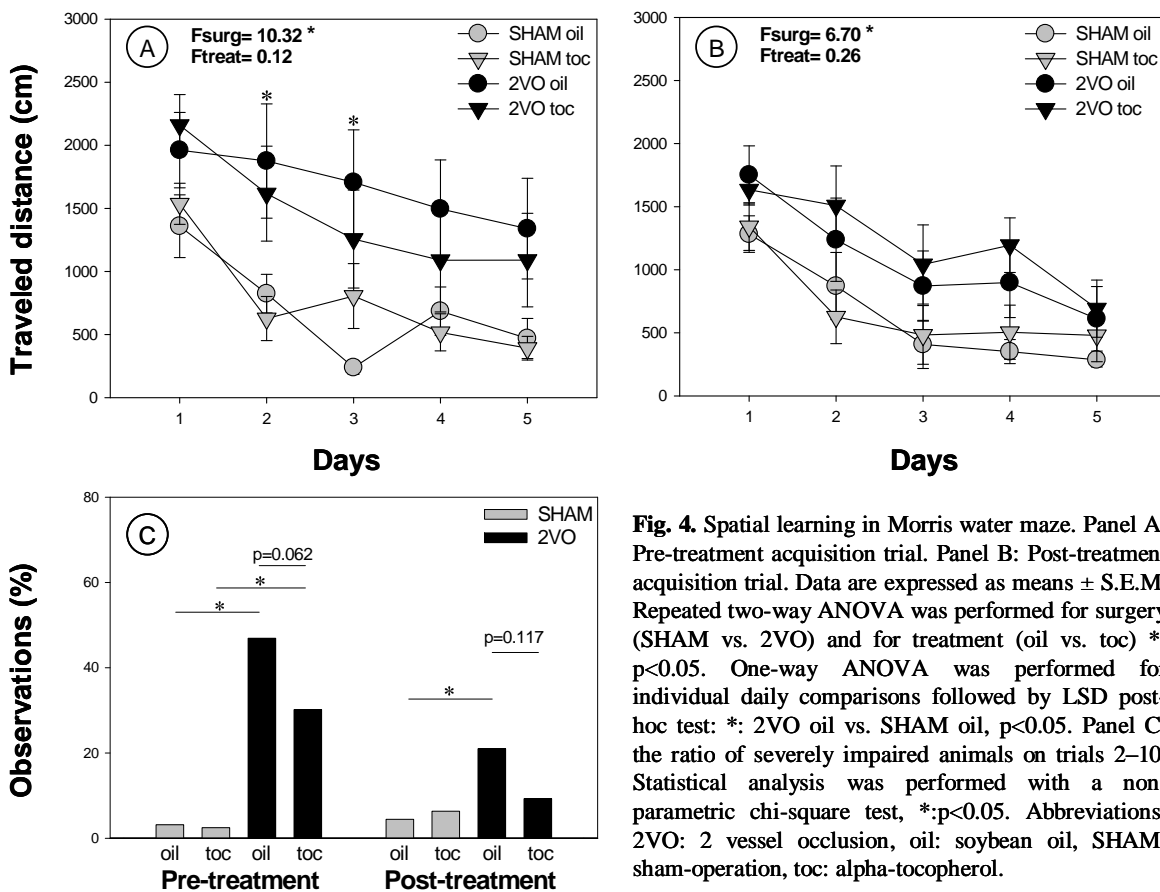 A
Fsurg= 10.32 *
Ftreat= 0.12
SHAM oil
SHAM toc
2VO oil
2VO toc
*
*
Traveled distance (cm)
3000
2500
2000
1500
1000
500
0
1 2 3 4 5
Days
B
Fsurg= 6.70 *
Ftreat= 0.26
SHAM oil
SHAM toc
2VO oil
2VO toc
3000
2500
2000
1500
1000
500
0
1 2 3 4 5
Days
C
SHAM
2VO
p=0.062
*
*
p=0.117
*
Observations (%)
80
60
40
20
0
oil toc oil toc oil toc oil toc
Pre-treatment Post-treatment
Fig. 4. Spatial learning in Morris water maze. Panel A
Pre-treatment acquisition trial. Panel B: Post-treatmen
acquisition trial. Data are expressed as means ± S.E.M
Repeated two-way ANOVA was performed for surgery
(SHAM vs. 2VO) and for treatment (oil vs. toc) *
p<0.05. One-way ANOVA was performed fo
individual daily comparisons followed by LSD post-
hoc test: *: 2VO oil vs. SHAM oil, p<0.05. Panel C
the ratio of severely impaired animals on trials 2–10
Statistical analysis was performed with a non
parametric chi-square test, *:p<0.05. Abbreviations
2VO: 2 vessel occlusion, oil: soybean oil, SHAM
sham-operation, toc: alpha-tocopherol.